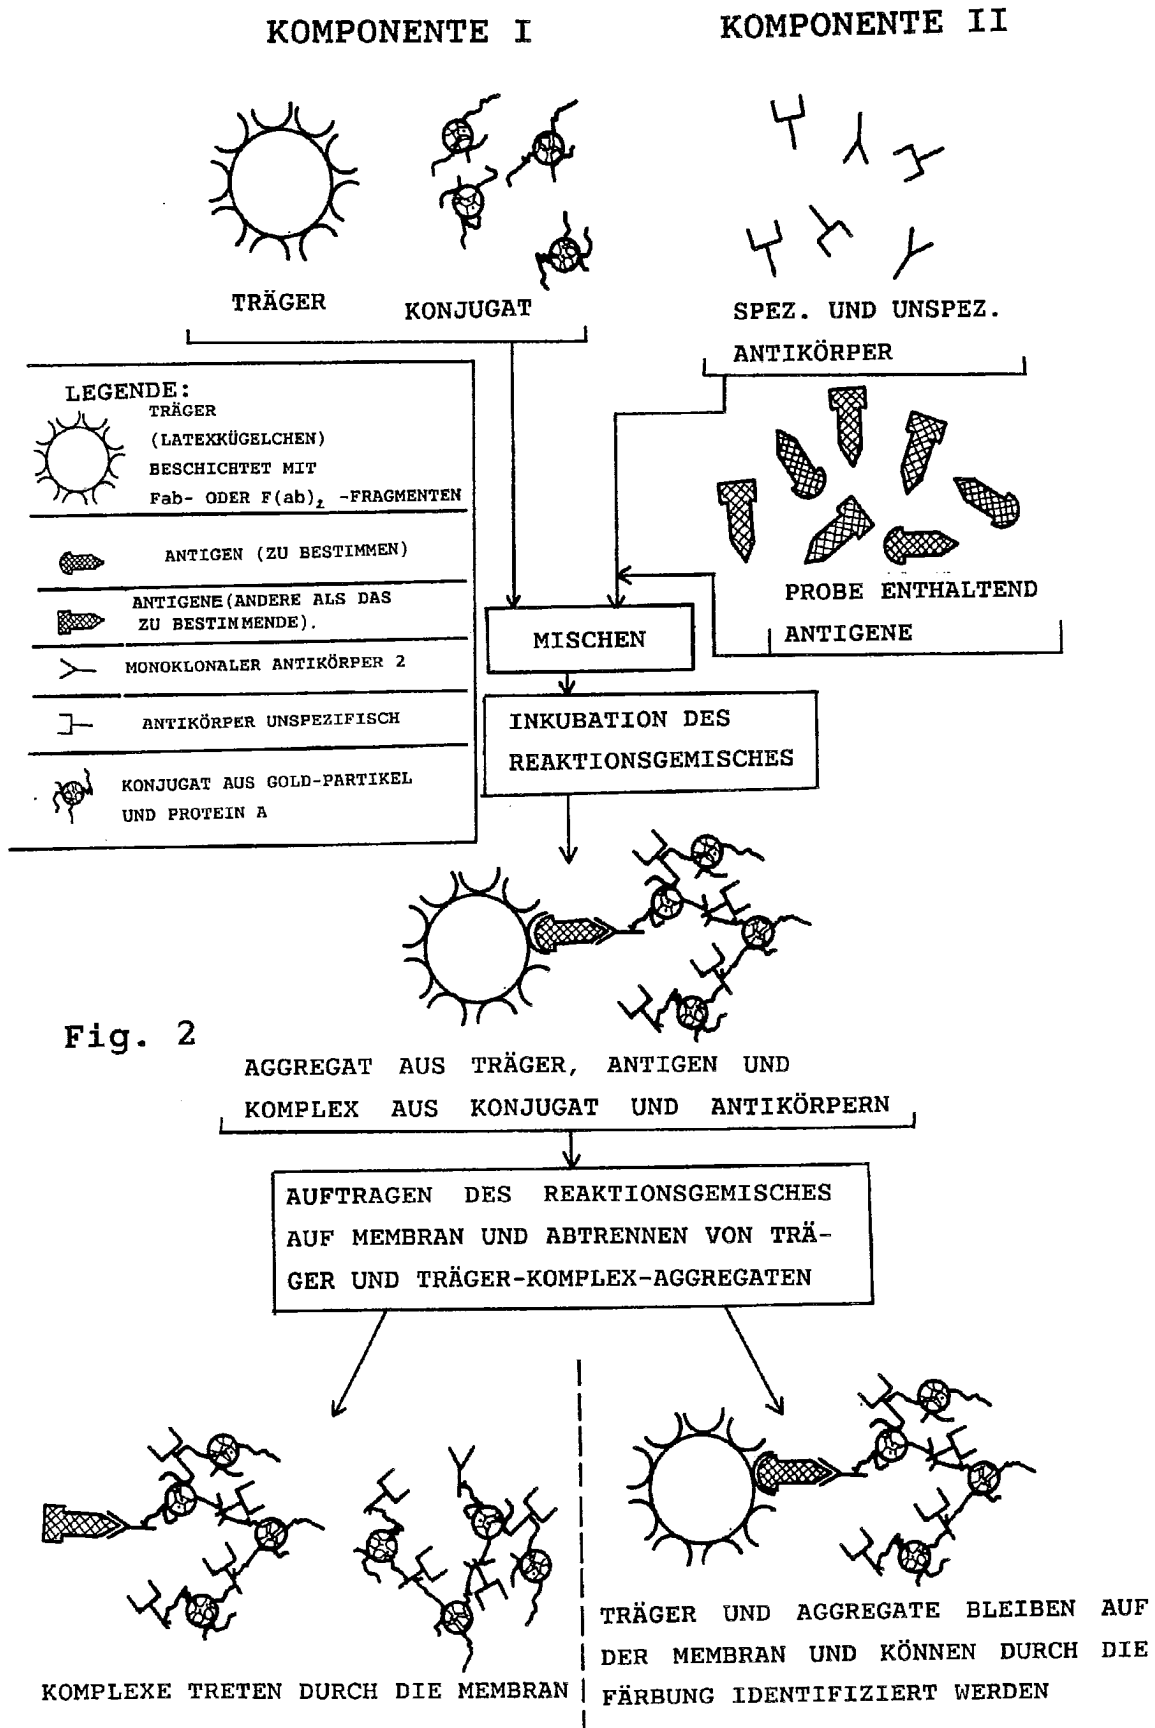 KOMPONENTE I
KOMPONENTE II
TRÄGER
KONJUGAT
SPEZ. UND UNSPEZ.
ANTIKÖRPER
LEGENDE:
TRÄGER
(LATEXKÜGELCHEN)
BESCHICHTET MIT
Fab- ODER F(ab)₂ -FRAGMENTEN
ANTIGEN (ZU BESTIMMEN)
ANTIGENE(ANDERE ALS DAS
ZU BESTIMMENDE).
MONOKLONALER ANTIKÖRPER 2
ANTIKÖRPER UNSPEZIFISCH
KONJUGAT AUS GOLD-PARTIKEL
UND PROTEIN A
PROBE ENTHALTEND
ANTIGENE
MISCHEN
INKUBATION DES
REAKTIONSGEMISCHES
Fig. 2
AGGREGAT AUS TRÄGER, ANTIGEN UND
KOMPLEX AUS KONJUGAT UND ANTIKÖRPERN
AUFTRAGEN DES REAKTIONSGEMISCHES
AUF MEMBRAN UND ABTRENNEN VON TRÄ-
GER UND TRÄGER-KOMPLEX-AGGREGATEN
KOMPLEXE TRETEN DURCH DIE MEMBRAN
TRÄGER UND AGGREGATE BLEIBEN AUF
DER MEMBRAN UND KÖNNEN DURCH DIE
FÄRBUNG IDENTIFIZIERT WERDEN